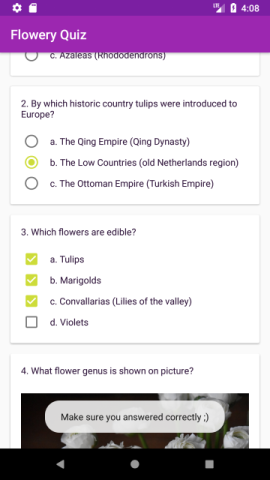 4:08
Flowery Quiz
c. Azaleas (Rhododendrons)
2. By which historic country tulips were introduced to
Europe?
a. The Qing Empire (Qing Dynasty)
b. The Low Countries (old Netherlands region)
c. The Ottoman Empire (Turkish Empire)
3. Which flowers are edible?
a. Tulips
b. Marigolds
c. Convallarias (Lilies of the valley)
d. Violets
4. What flower genus is shown on picture?
Make sure you answered correctly ;)